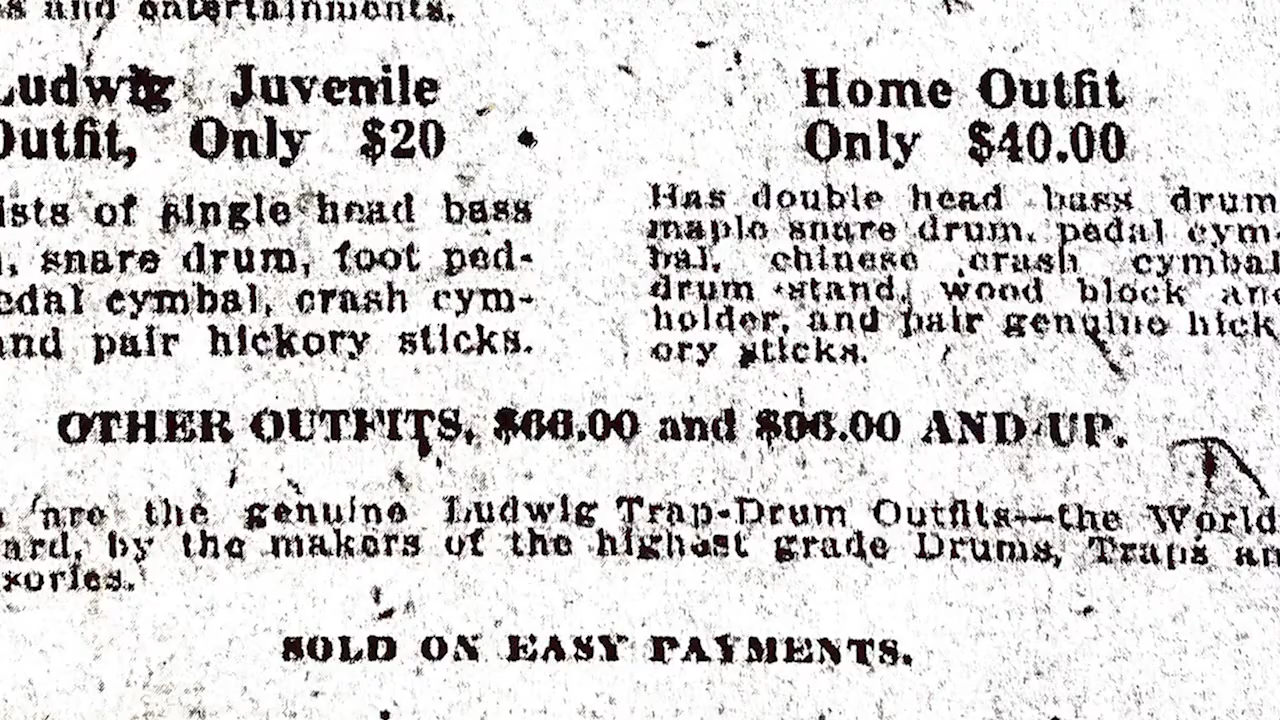 s and entertainments.
Ludwig Juvenile
Outfit, Only $20
ists of single head bass
, snare drum, foot ped-
edal cymbal, crash cym-
and pair hickory sticks.
Home Outfit
Only $40.00
Has double head bass drum
maple snare drum, pedal cym-
bal, chinese crash cymbal
drum stand, wood block and
holder, and pair genuine hick
ory sticks.
OTHER OUTFITS, $66.00 and $96.00 AND UP.
are the genuine Ludwig Trap-Drum Outfits—the World
ard, by the makers of the highest grade Drums, Traps an
sories.
SOLD ON EASY PAYMENTS.